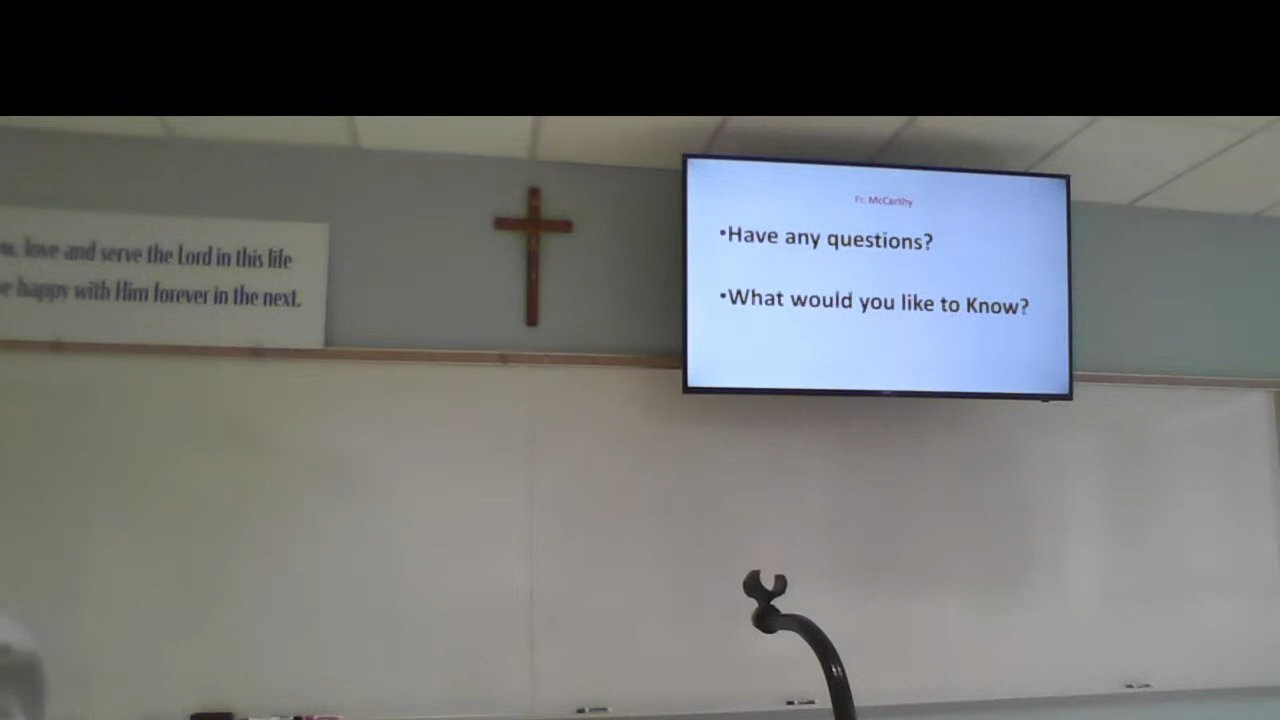 love and serve the Lord in this life
happy with Him forever in the next.
Fr. McCarthy
•Have any questions?
•What would you like to Know?